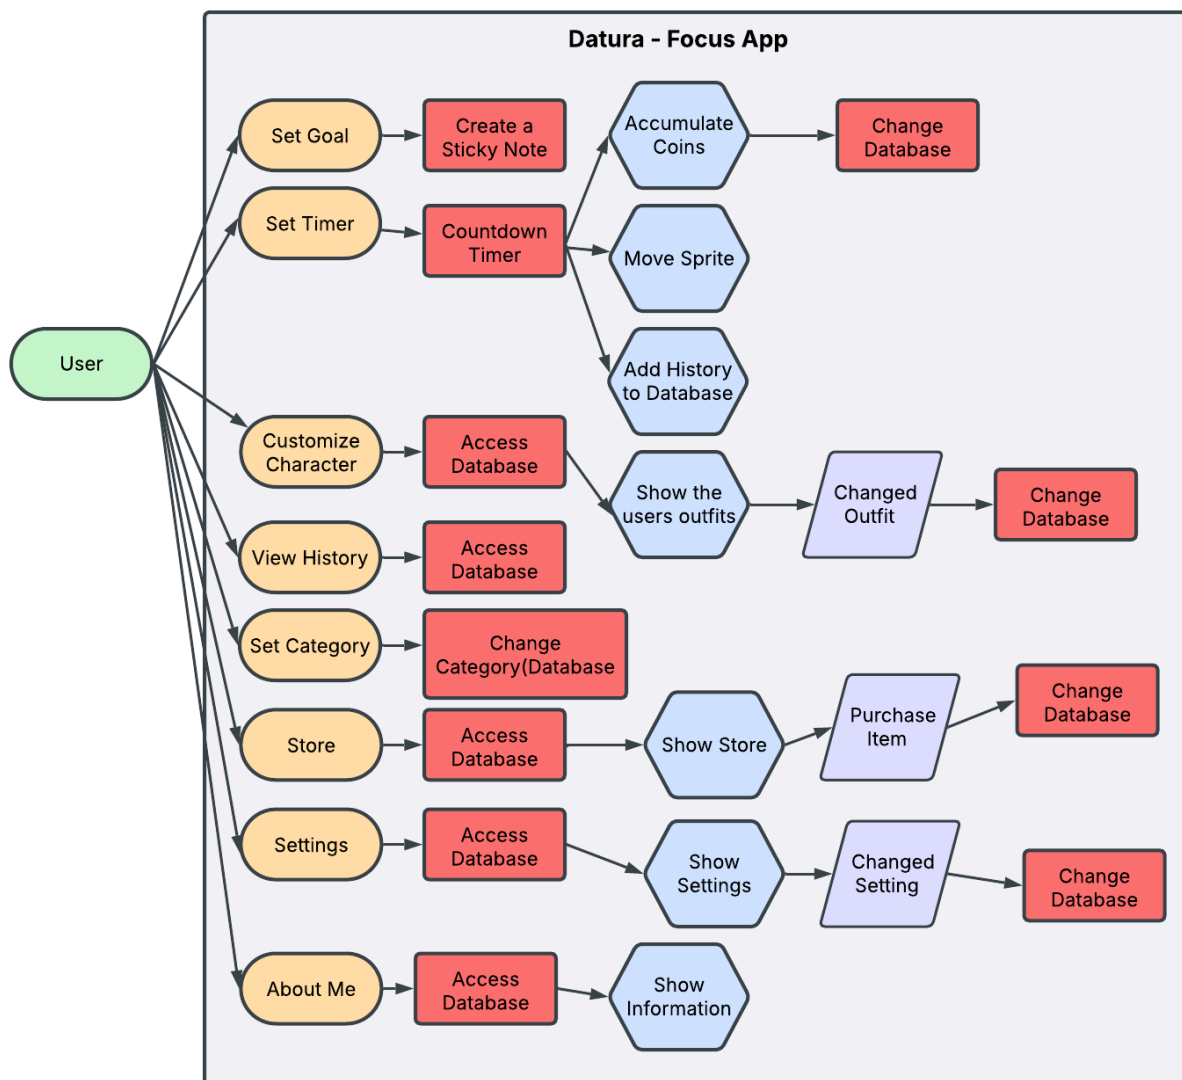 Datura - Focus App
Set Goal
Create a
Sticky Note
Accumulate
Coins
Change
Database
Set Timer
Countdown
Timer
Move Sprite
User
Add History
to Database
Customize
Character
Access
Database
Show the
users outfits
Changed
Outfit
Change
Database
View History
Access
Database
Set Category
Change
Category(Database
Store
Access
Database
Show Store
Purchase
Item
Change
Database
Settings
Access
Database
Show
Settings
Changed
Setting
Change
Database
About Me
Access
Database
Show
Information